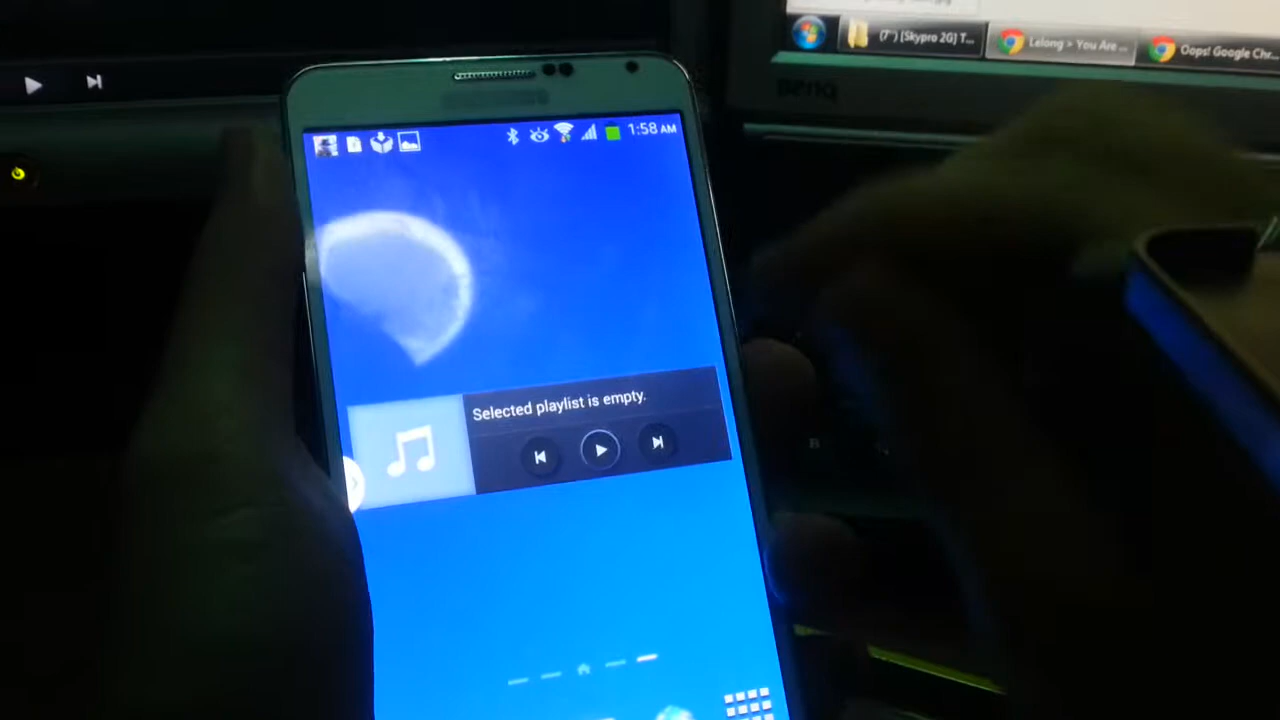 (7") [Skypro 2G] T...
Lelong > You Are ...
Oops! Google Chr...
BenQ
1:58 AM
Selected playlist is empty.